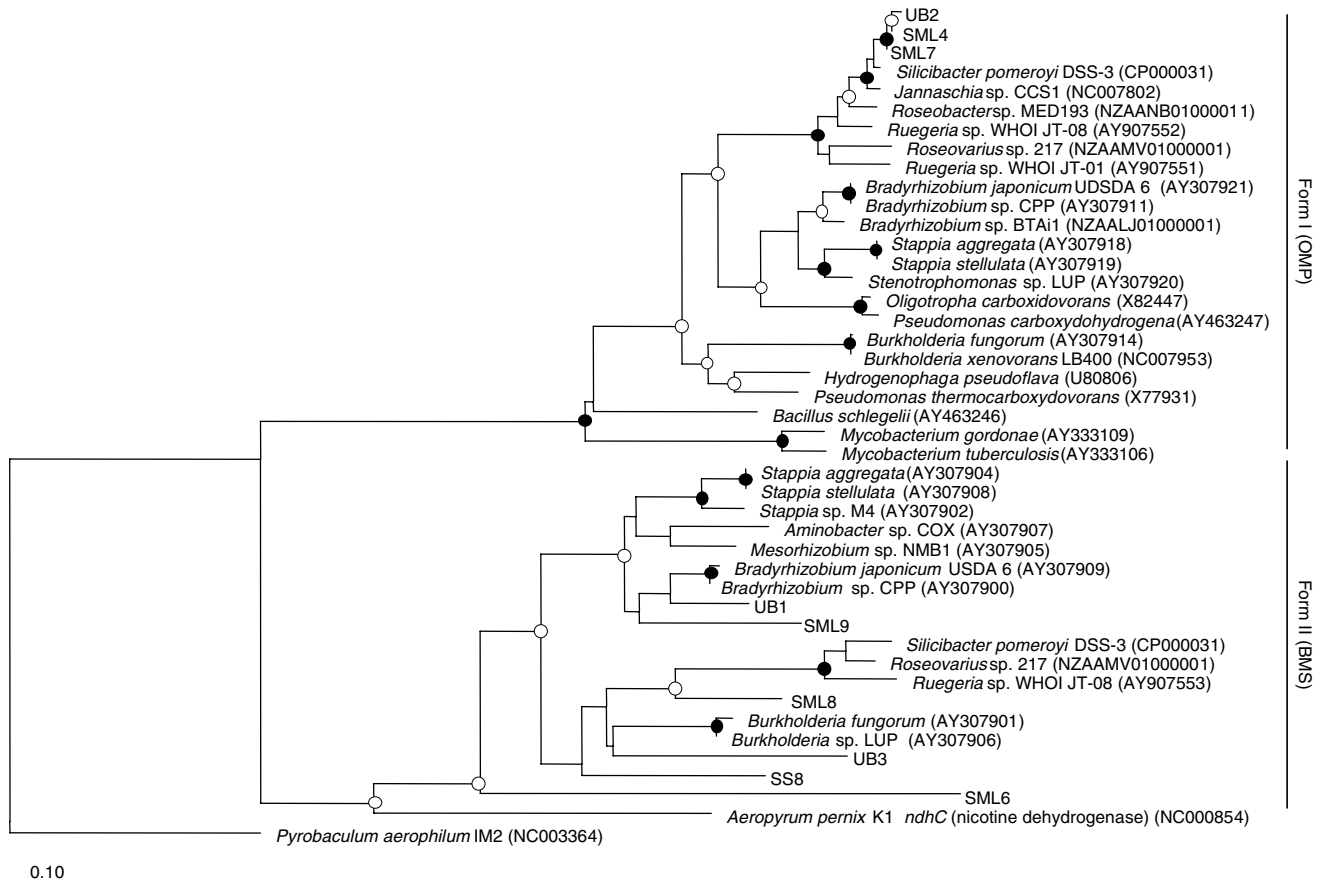 UB2
SML4
SML7
Silicibacter pomeroyi DSS-3 (CP000031)
Jannaschia sp. CCS1 (NC007802)
Roseobacter sp. MED193 (NZAANB01000011)
Ruegeria sp. WHOI JT-08 (AY907552)
Roseovarius sp. 217 (NZAAMV01000001)
Ruegeria sp. WHOI JT-01 (AY907551)
Bradyrhizobium japonicum UDSDA 6 (AY307921)
Bradyrhizobium sp. CPP (AY307911)
Bradyrhizobium sp. BTAi1 (NZAALJ01000001)
Stappia aggregata (AY307918)
Stappia stellulata (AY307919)
Stenotrophomonas sp. LUP (AY307920)
Oligotropha carboxidovorans (X82447)
Pseudomonas carboxydohydrogena (AY463247)
Burkholderia fungorum (AY307914)
Burkholderia xenovorans LB400 (NC007953)
Hydrogenophaga pseudoflava (U80806)
Pseudomonas thermocarboxydovorans (X77931)
Bacillus schlegelii (AY463246)
Mycobacterium gordonae (AY333109)
Mycobacterium tuberculosis (AY333106)
Form I (OMP)
Stappia aggregata (AY307904)
Stappia stellulata (AY307908)
Stappia sp. M4 (AY307902)
Aminobacter sp. COX (AY307907)
Mesorhizobium sp. NMB1 (AY307905)
Bradyrhizobium japonicum USDA 6 (AY307909)
Bradyrhizobium sp. CPP (AY307900)
UB1
SML9
Silicibacter pomeroyi DSS-3 (CP000031)
Roseovarius sp. 217 (NZAAMV01000001)
Ruegeria sp. WHOI JT-08 (AY907553)
SML8
Burkholderia fungorum (AY307901)
Burkholderia sp. LUP (AY307906)
UB3
SS8
SML6
Form II (BMS)
Aeropyrum pernix K1 ndhC (nicotine dehydrogenase) (NC000854)
Pyrobaculum aerophilum IM2 (NC003364)
0.10